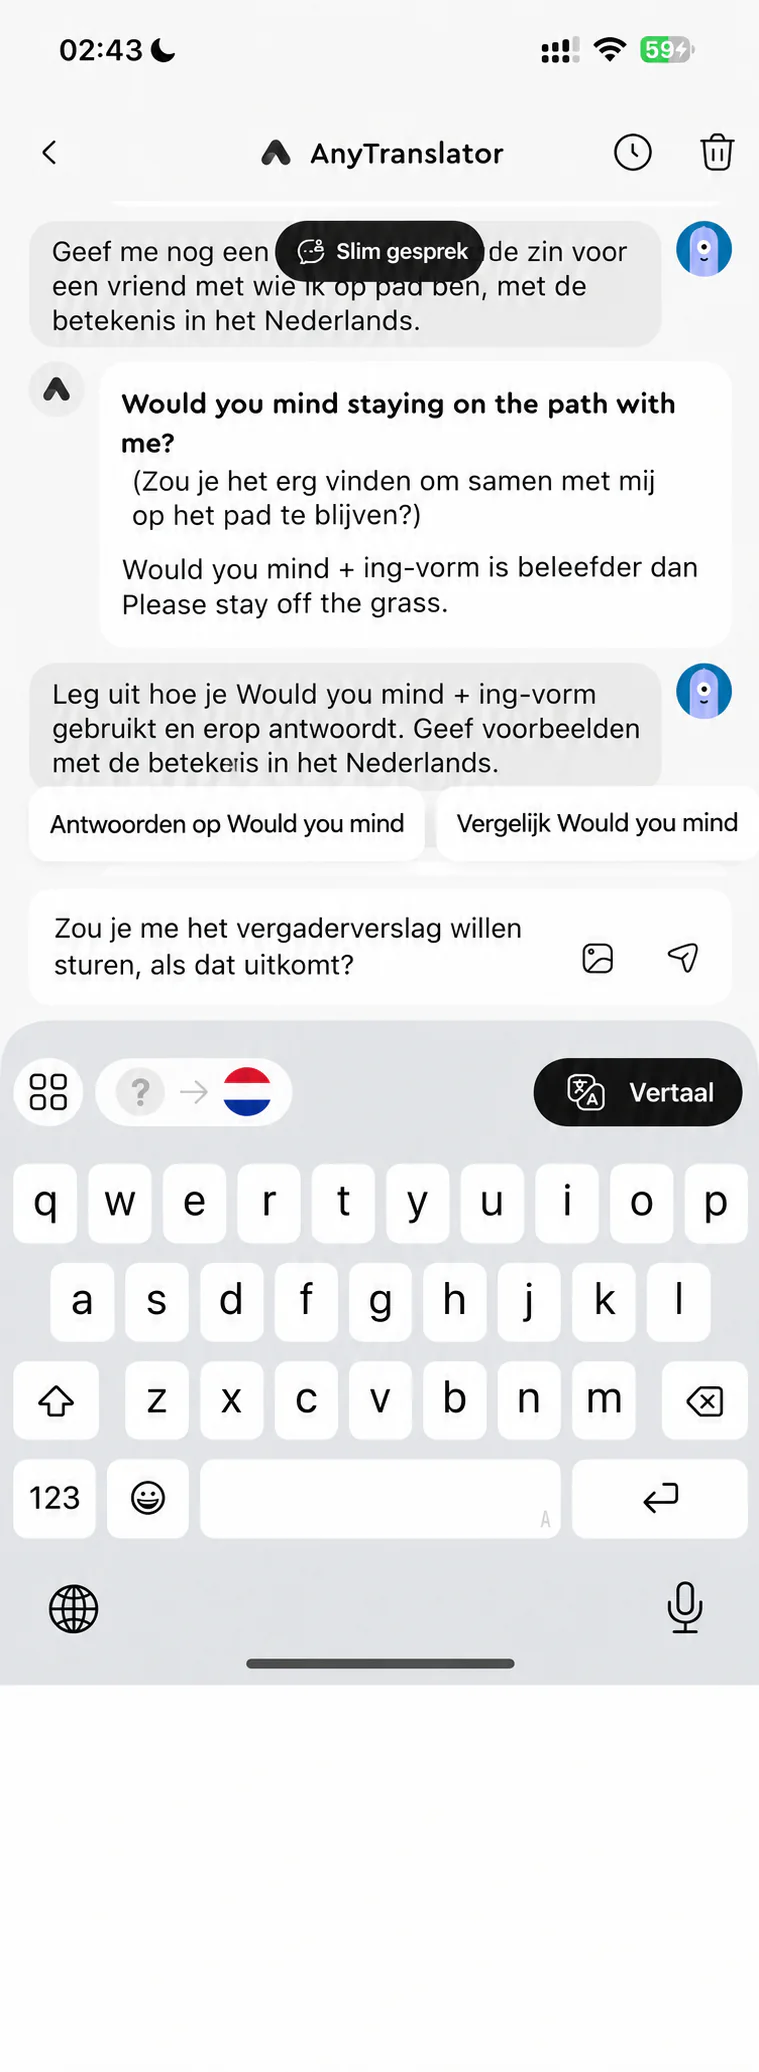 02:43
59
AnyTranslator
Geef me nog een
Slim gesprek
de zin voor
een vriend met wie ik op pad ben, met de
betekenis in het Nederlands.
Would you mind staying on the path with
me?
(Zou je het erg vinden om samen met mij
op het pad te blijven?)
Would you mind + ing-vorm is beleefder dan
Please stay off the grass.
Leg uit hoe je Would you mind + ing-vorm
gebruikt en erop antwoordt. Geef voorbeelden
met de betekenis in het Nederlands.
Antwoorden op Would you mind
Vergelijk Would you mind
Zou je me het vergaderverslag willen
sturen, als dat uitkomt?
? →
Vertaal
q w e r t y u i o p
a s d f g h j k l
z x c v b n m
123
A